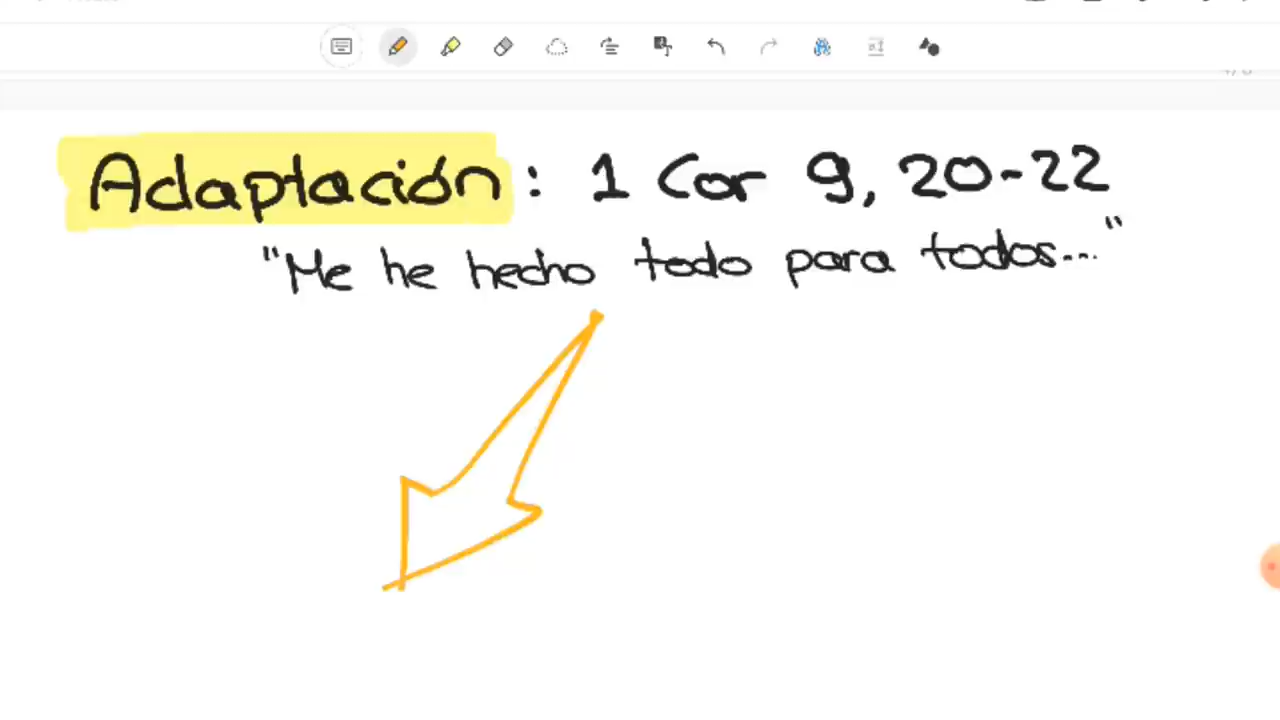 Adaptación: 1 Cor 9, 20-22
"Me he hecho todo para todos..."